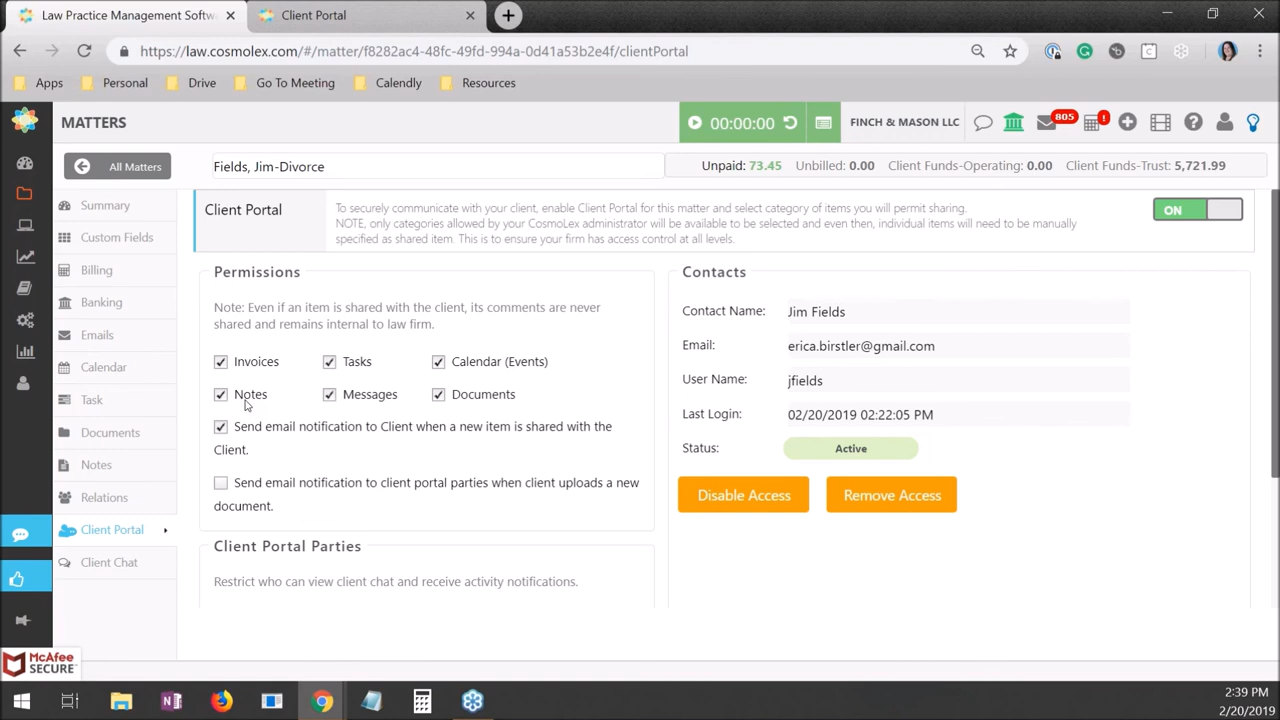 Law Practice Management Softw
Client Portal
https://law.cosmolex.com/#/matter/f8282ac4-48fc-49fd-994a-0d41a53b2e4f/clientPortal
Apps Personal Drive Go To Meeting Calendly Resources
MATTERS 00:00:00 FINCH & MASON LLC 805 !
All Matters Fields, Jim-Divorce Unpaid: 73.45 Unbilled: 0.00 Client Funds-Operating: 0.00 Client Funds-Trust: 5,721.99
Summary
Custom Fields
Billing
Banking
Emails
Calendar
Task
Documents
Notes
Relations
Client Portal
Client Chat
Client Portal
To securely communicate with your client, enable Client Portal for this matter and select category of items you will permit sharing.
NOTE, only categories allowed by your CosmoLex administrator will be available to be selected and even then, individual items will need to be manually
specified as shared item. This is to ensure your firm has access control at all levels.
ON
Permissions
Note: Even if an item is shared with the client, its comments are never
shared and remains internal to law firm.
Invoices Tasks Calendar (Events)
Notes Messages Documents
Send email notification to Client when a new item is shared with the
Client.
Send email notification to client portal parties when client uploads a new
document.
Client Portal Parties
Restrict who can view client chat and receive activity notifications.
Contacts
Contact Name: Jim Fields
Email: erica.birstler@gmail.com
User Name: jfields
Last Login: 02/20/2019 02:22:05 PM
Status: Active
Disable Access Remove Access
McAfee
SECURE
2:39 PM
2/20/2019